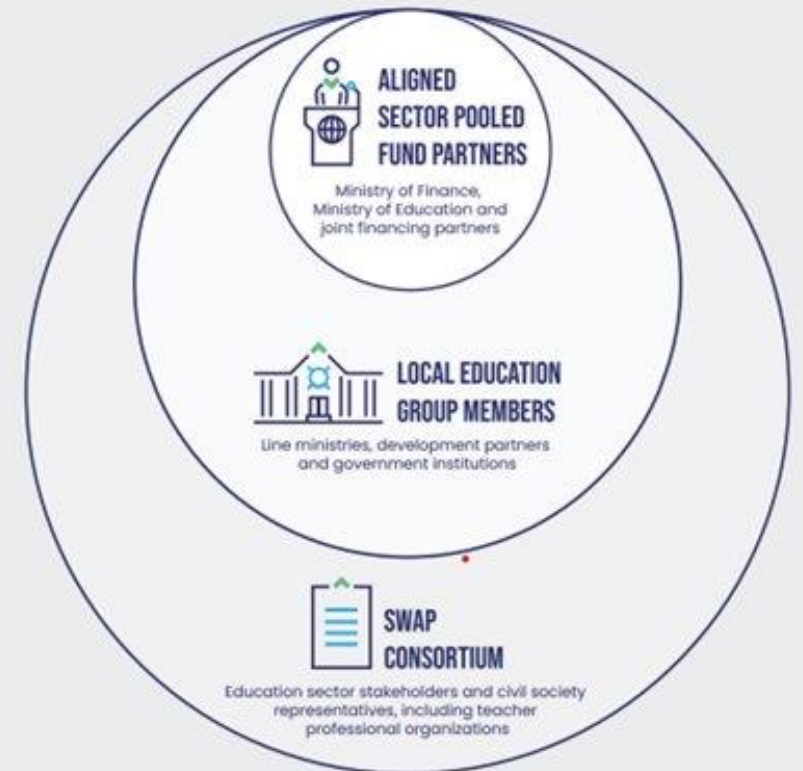 ALIGNED
SECTOR POOLED
FUND PARTNERS
Ministry of Finance,
Ministry of Education and
joint financing partners
LOCAL EDUCATION
GROUP MEMBERS
Line ministries, development partners
and government institutions
SWAP
CONSORTIUM
Education sector stakeholders and civil society
representatives, including teacher
professional organizations